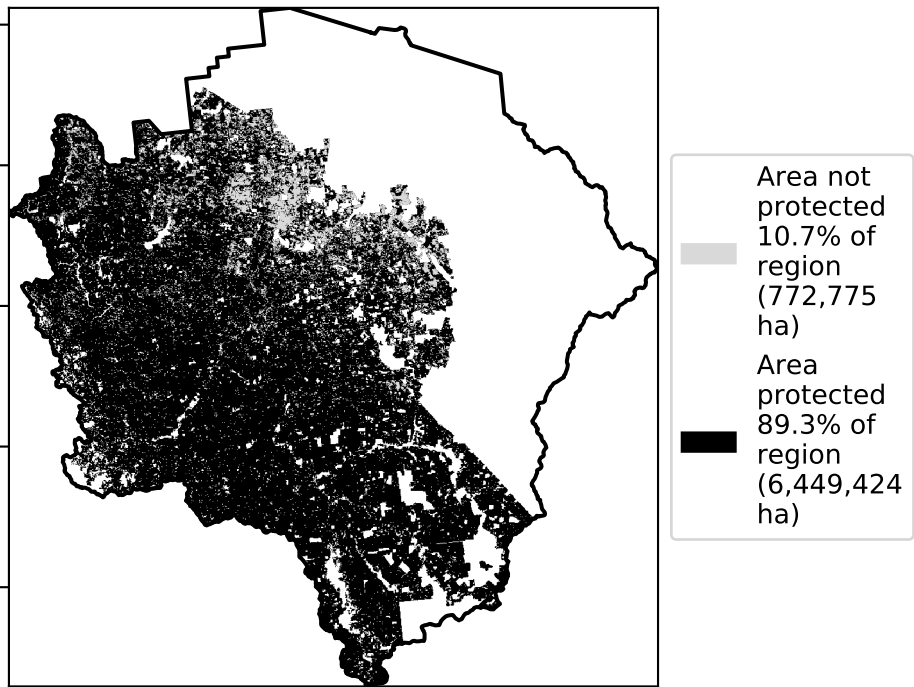 Area not
protected
10.7% of
region
(772,775
ha)
Area
protected
89.3% of
region
(6,449,424
ha)